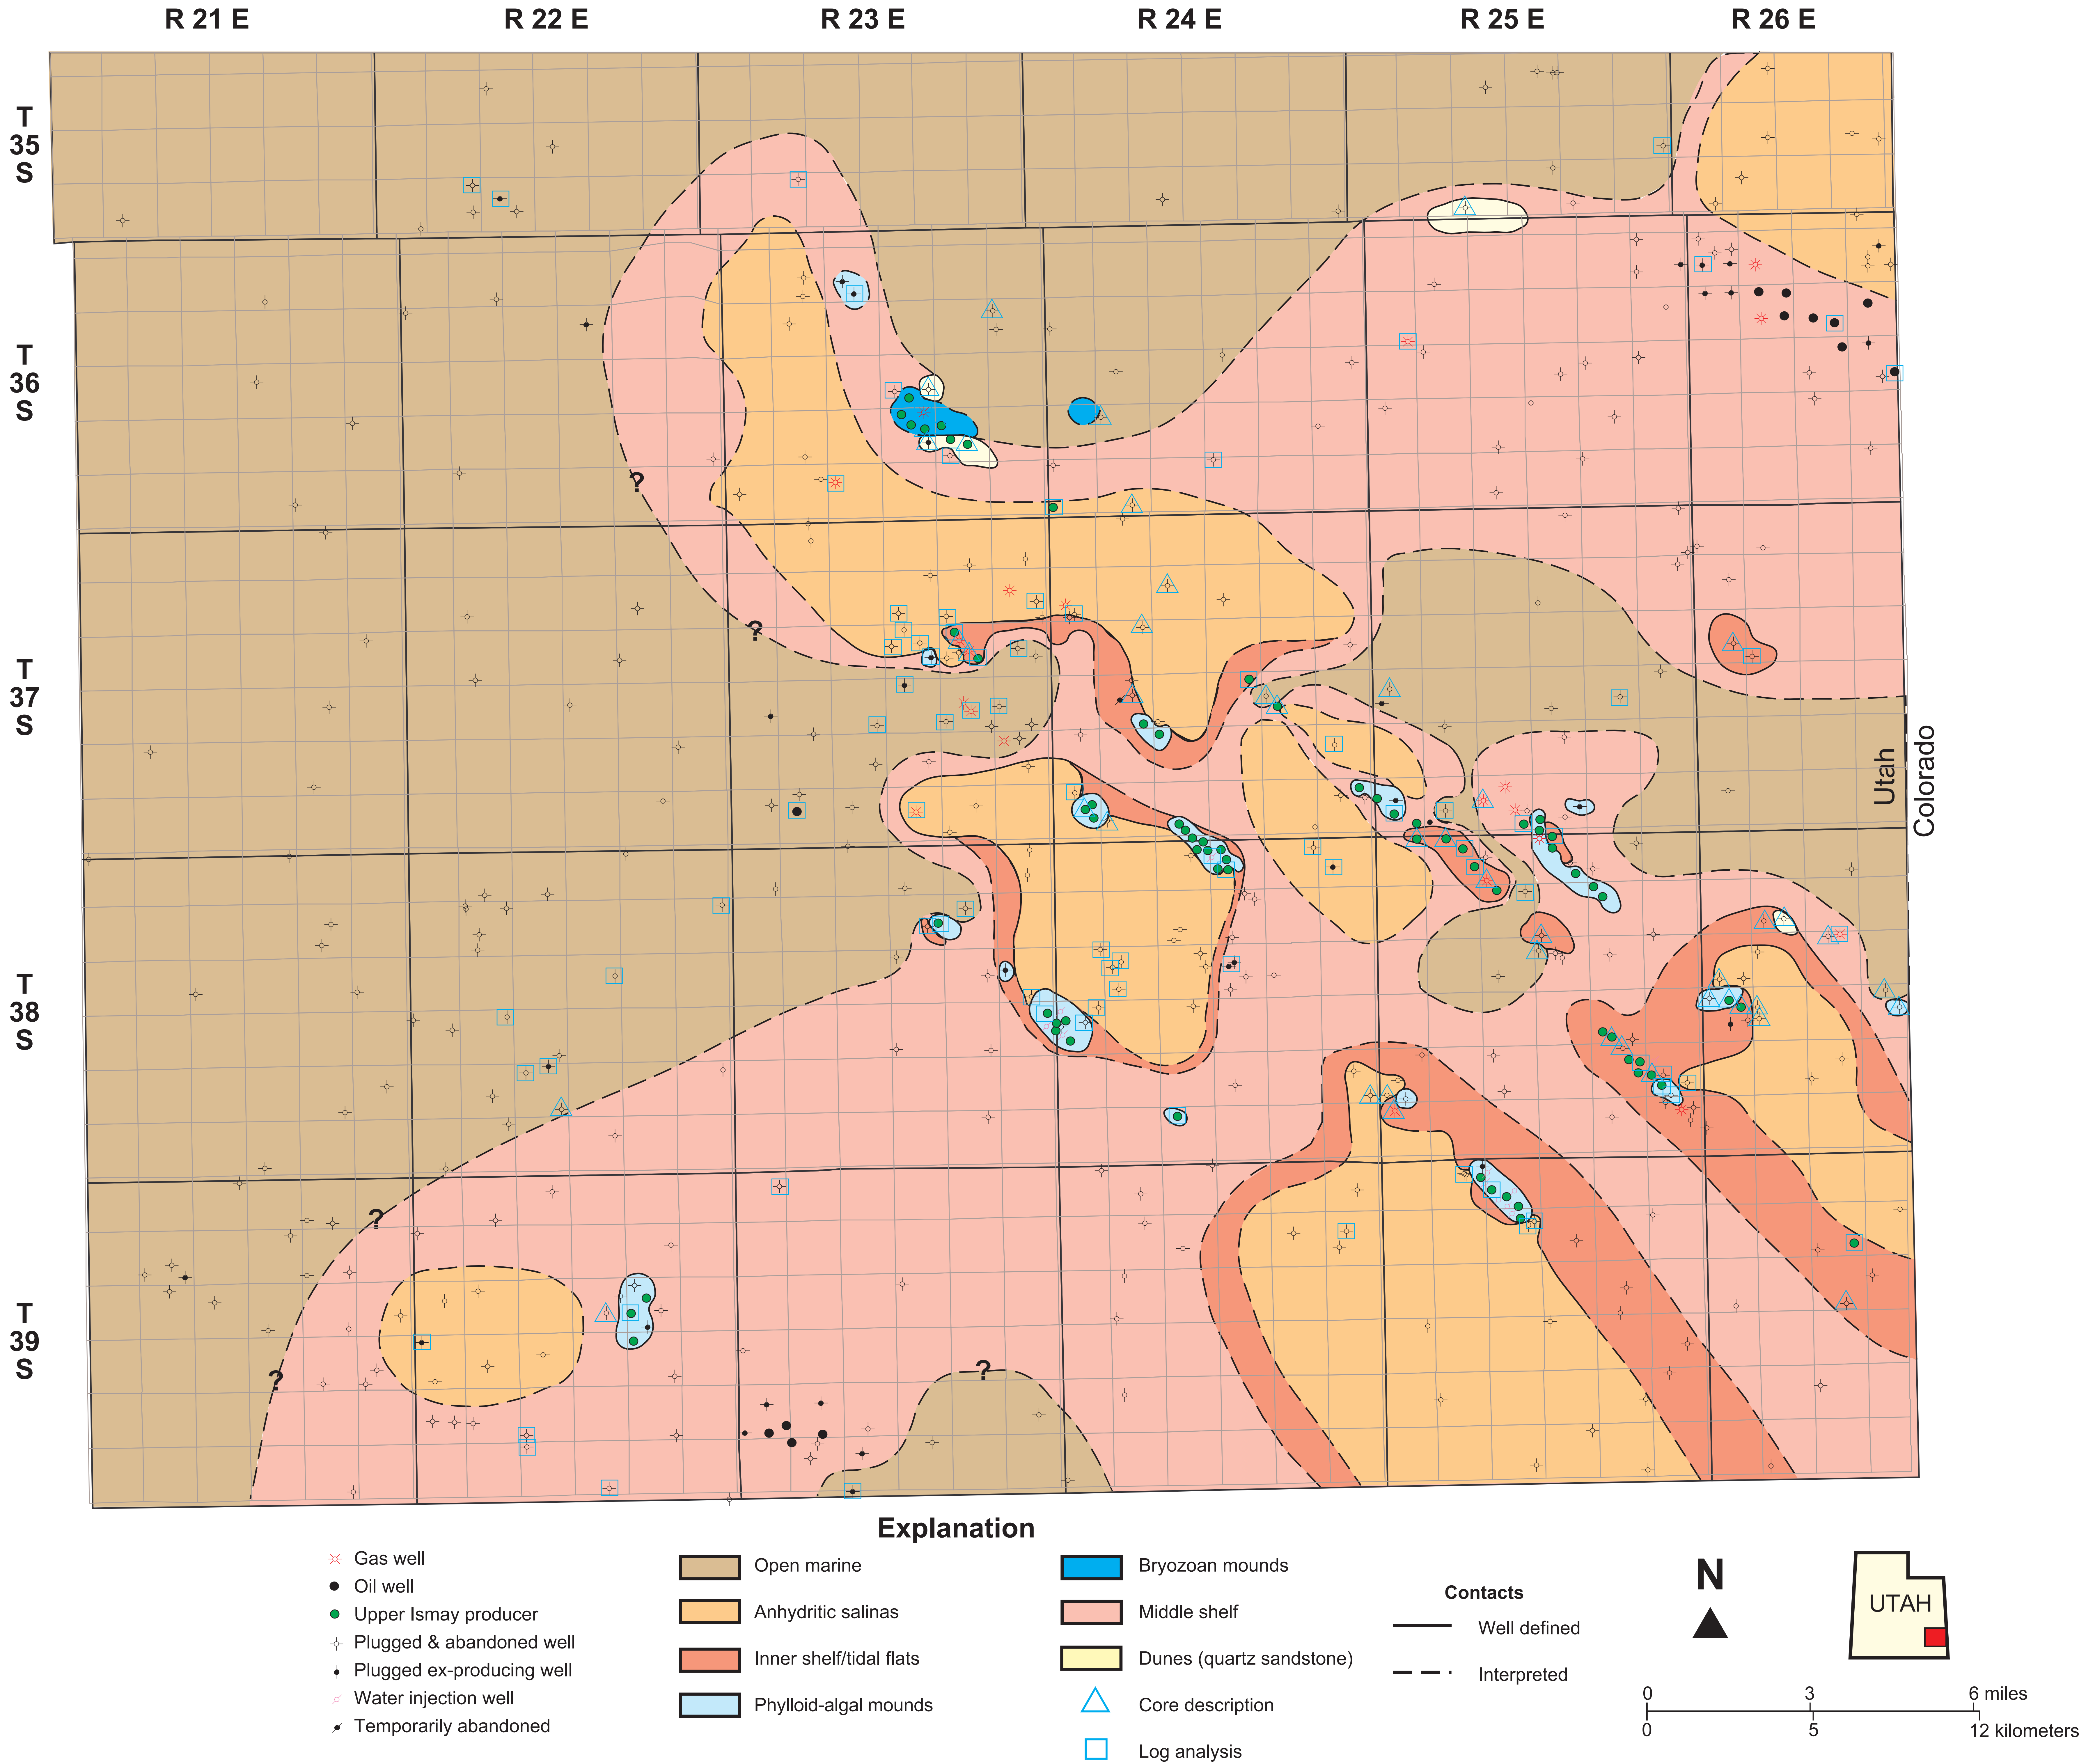 R 21 E R 22 E R 23 E R 24 E R 25 E R 26 E
T
35
S
T
36
S
?
?
T
37
S
Utah
Colorado
T
38
S
?
T
39
S
?
?
Explanation
Gas well
Oil well
Upper Ismay producer
Plugged & abandoned well
Plugged ex-producing well
Water injection well
Temporarily abandoned
Open marine
Anhydritic salinas
Inner shelf/tidal flats
Phylloid-algal mounds
Bryozoan mounds
Middle shelf
Dunes (quartz sandstone)
Core description
Log analysis
Contacts
Well defined
Interpreted
N
UTAH
0 3 6 miles
0 5 12 kilometers